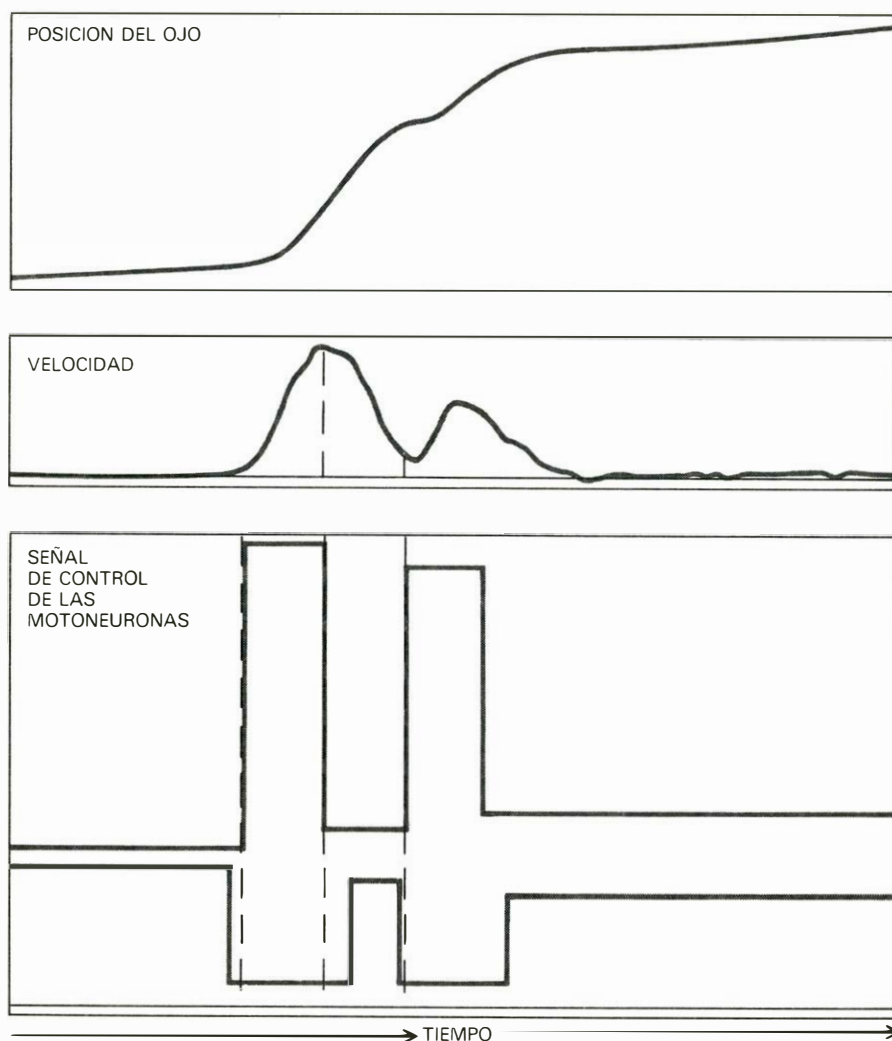 POSICION DEL OJO
VELOCIDAD
SEÑAL
DE CONTROL
DE LAS
MOTONEURONAS
TIEMPO